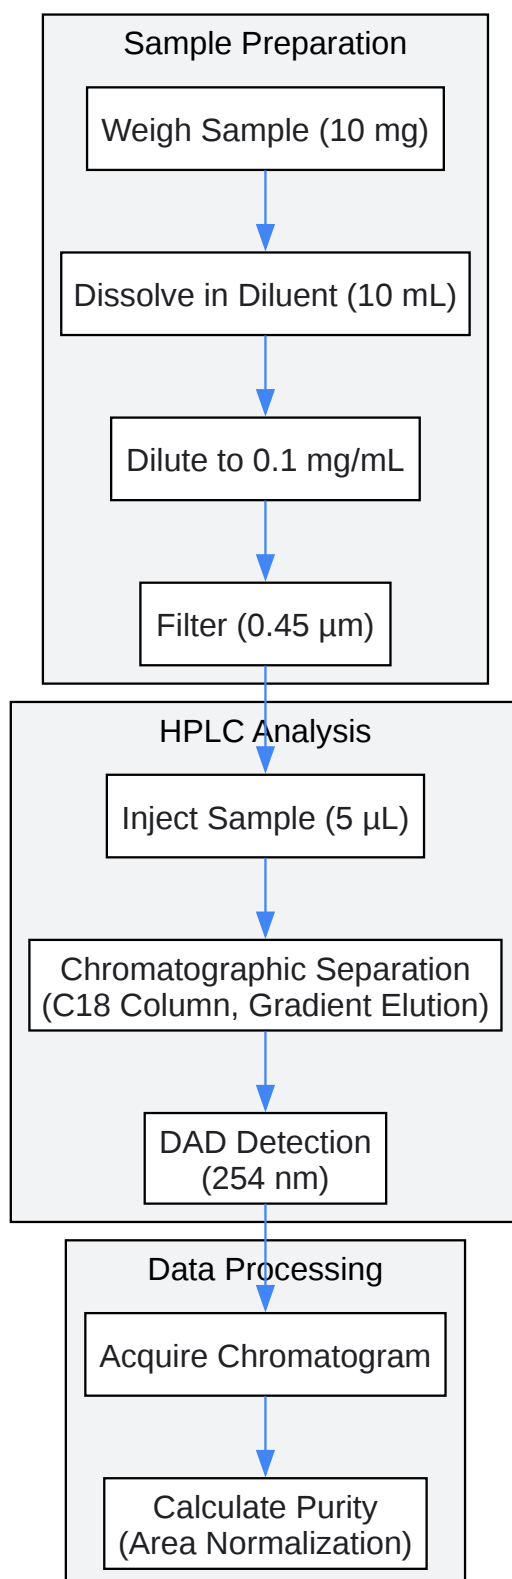 Sample Preparation
Weigh Sample (10 mg)
Dissolve in Diluent (10 mL)
Dilute to 0.1 mg/mL
Filter (0.45 µm)
HPLC Analysis
Inject Sample (5 µL)
Chromatographic Separation
(C18 Column, Gradient Elution)
DAD Detection
(254 nm)
Data Processing
Acquire Chromatogram
Calculate Purity
(Area Normalization)